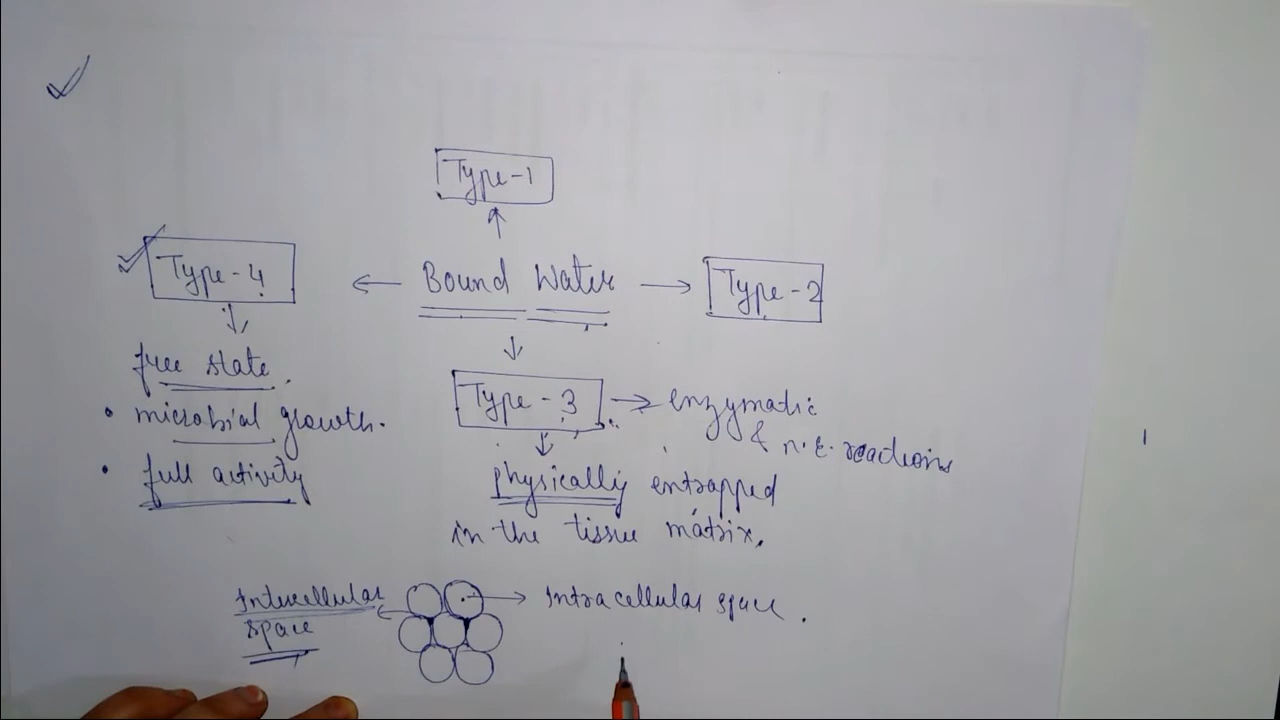 Type-1
Type-4
Bound Water
Type-2
free state.
• microbial growth.
• full activity
Type-3
enzymatic
& n.E. reactions
physically entrapped
in the tissue matrix.
Intercellular
space
Intracellular space.